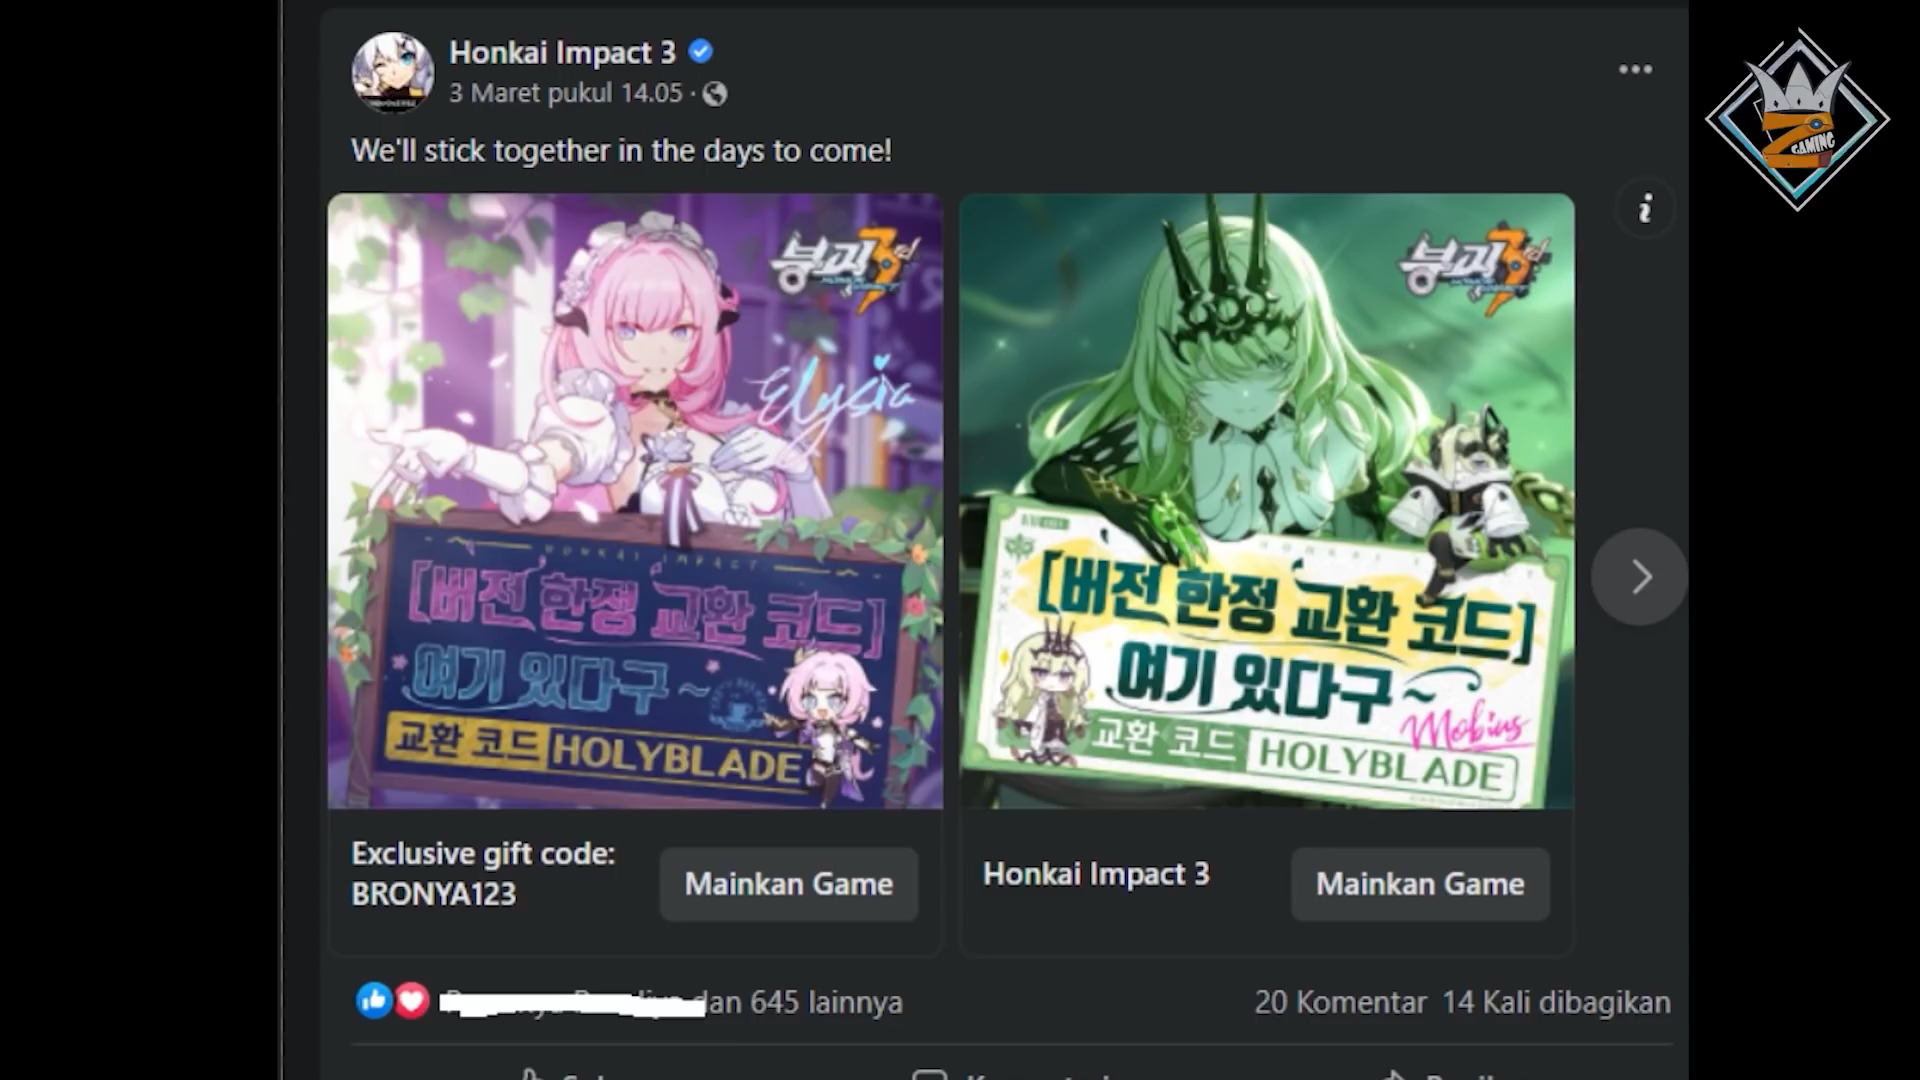 Honkai Impact 3
3 Maret pukul 14.05 ·
We'll stick together in the days to come!
붕괴3rd
Elysia
HONKAI IMPACT
[버전 한정 교환 코드]
여기 있다구~
교환 코드 HOLYBLADE
붕괴3rd
[버전 한정 교환 코드]
여기 있다구~
Mobius
교환 코드 HOLYBLADE
Exclusive gift code:
BRONYA123
Mainkan Game
Honkai Impact 3
Mainkan Game
dan 645 lainnya
20 Komentar 14 Kali dibagikan
GAMING